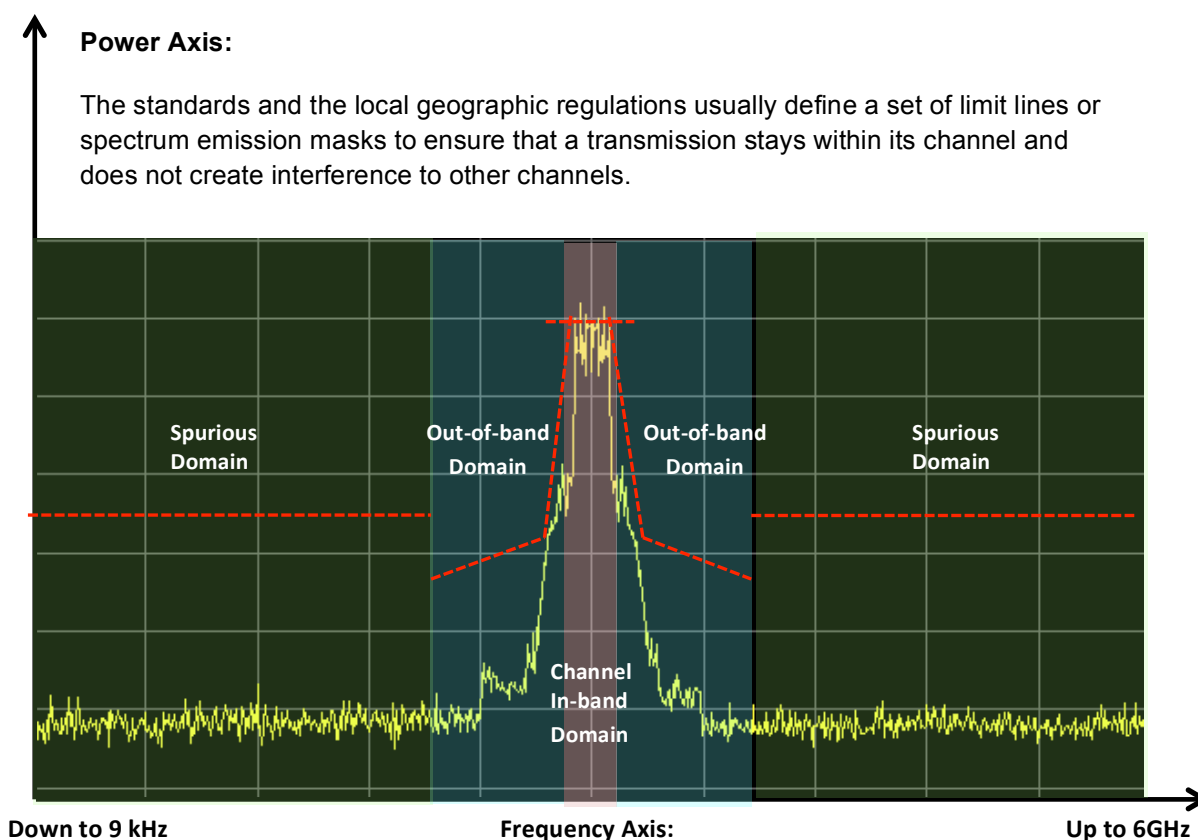 Power Axis:
The standards and the local geographic regulations usually define a set of limit lines or
spectrum emission masks to ensure that a transmission stays within its channel and
does not create interference to other channels.
Spurious
Domain
Out-of-band
Domain
Out-of-band
Domain
Spurious
Domain
Channel
In-band
Domain
Down to 9 kHz
Frequency Axis:
Up to 6GHz